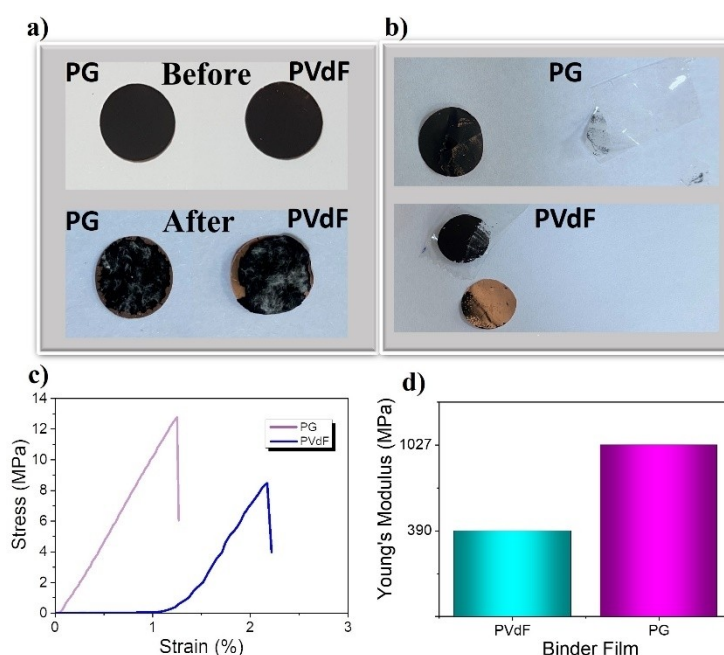 a)
PG Before PVdF
PG After PVdF
b)
PG
PVdF
c)
Stress (MPa)
14
12
10
8
6
4
2
0
PG
PVdF
0 1 2 3
Strain (%)
d)
Young's Modulus (MPa)
1027
390
PVdF PG
Binder Film